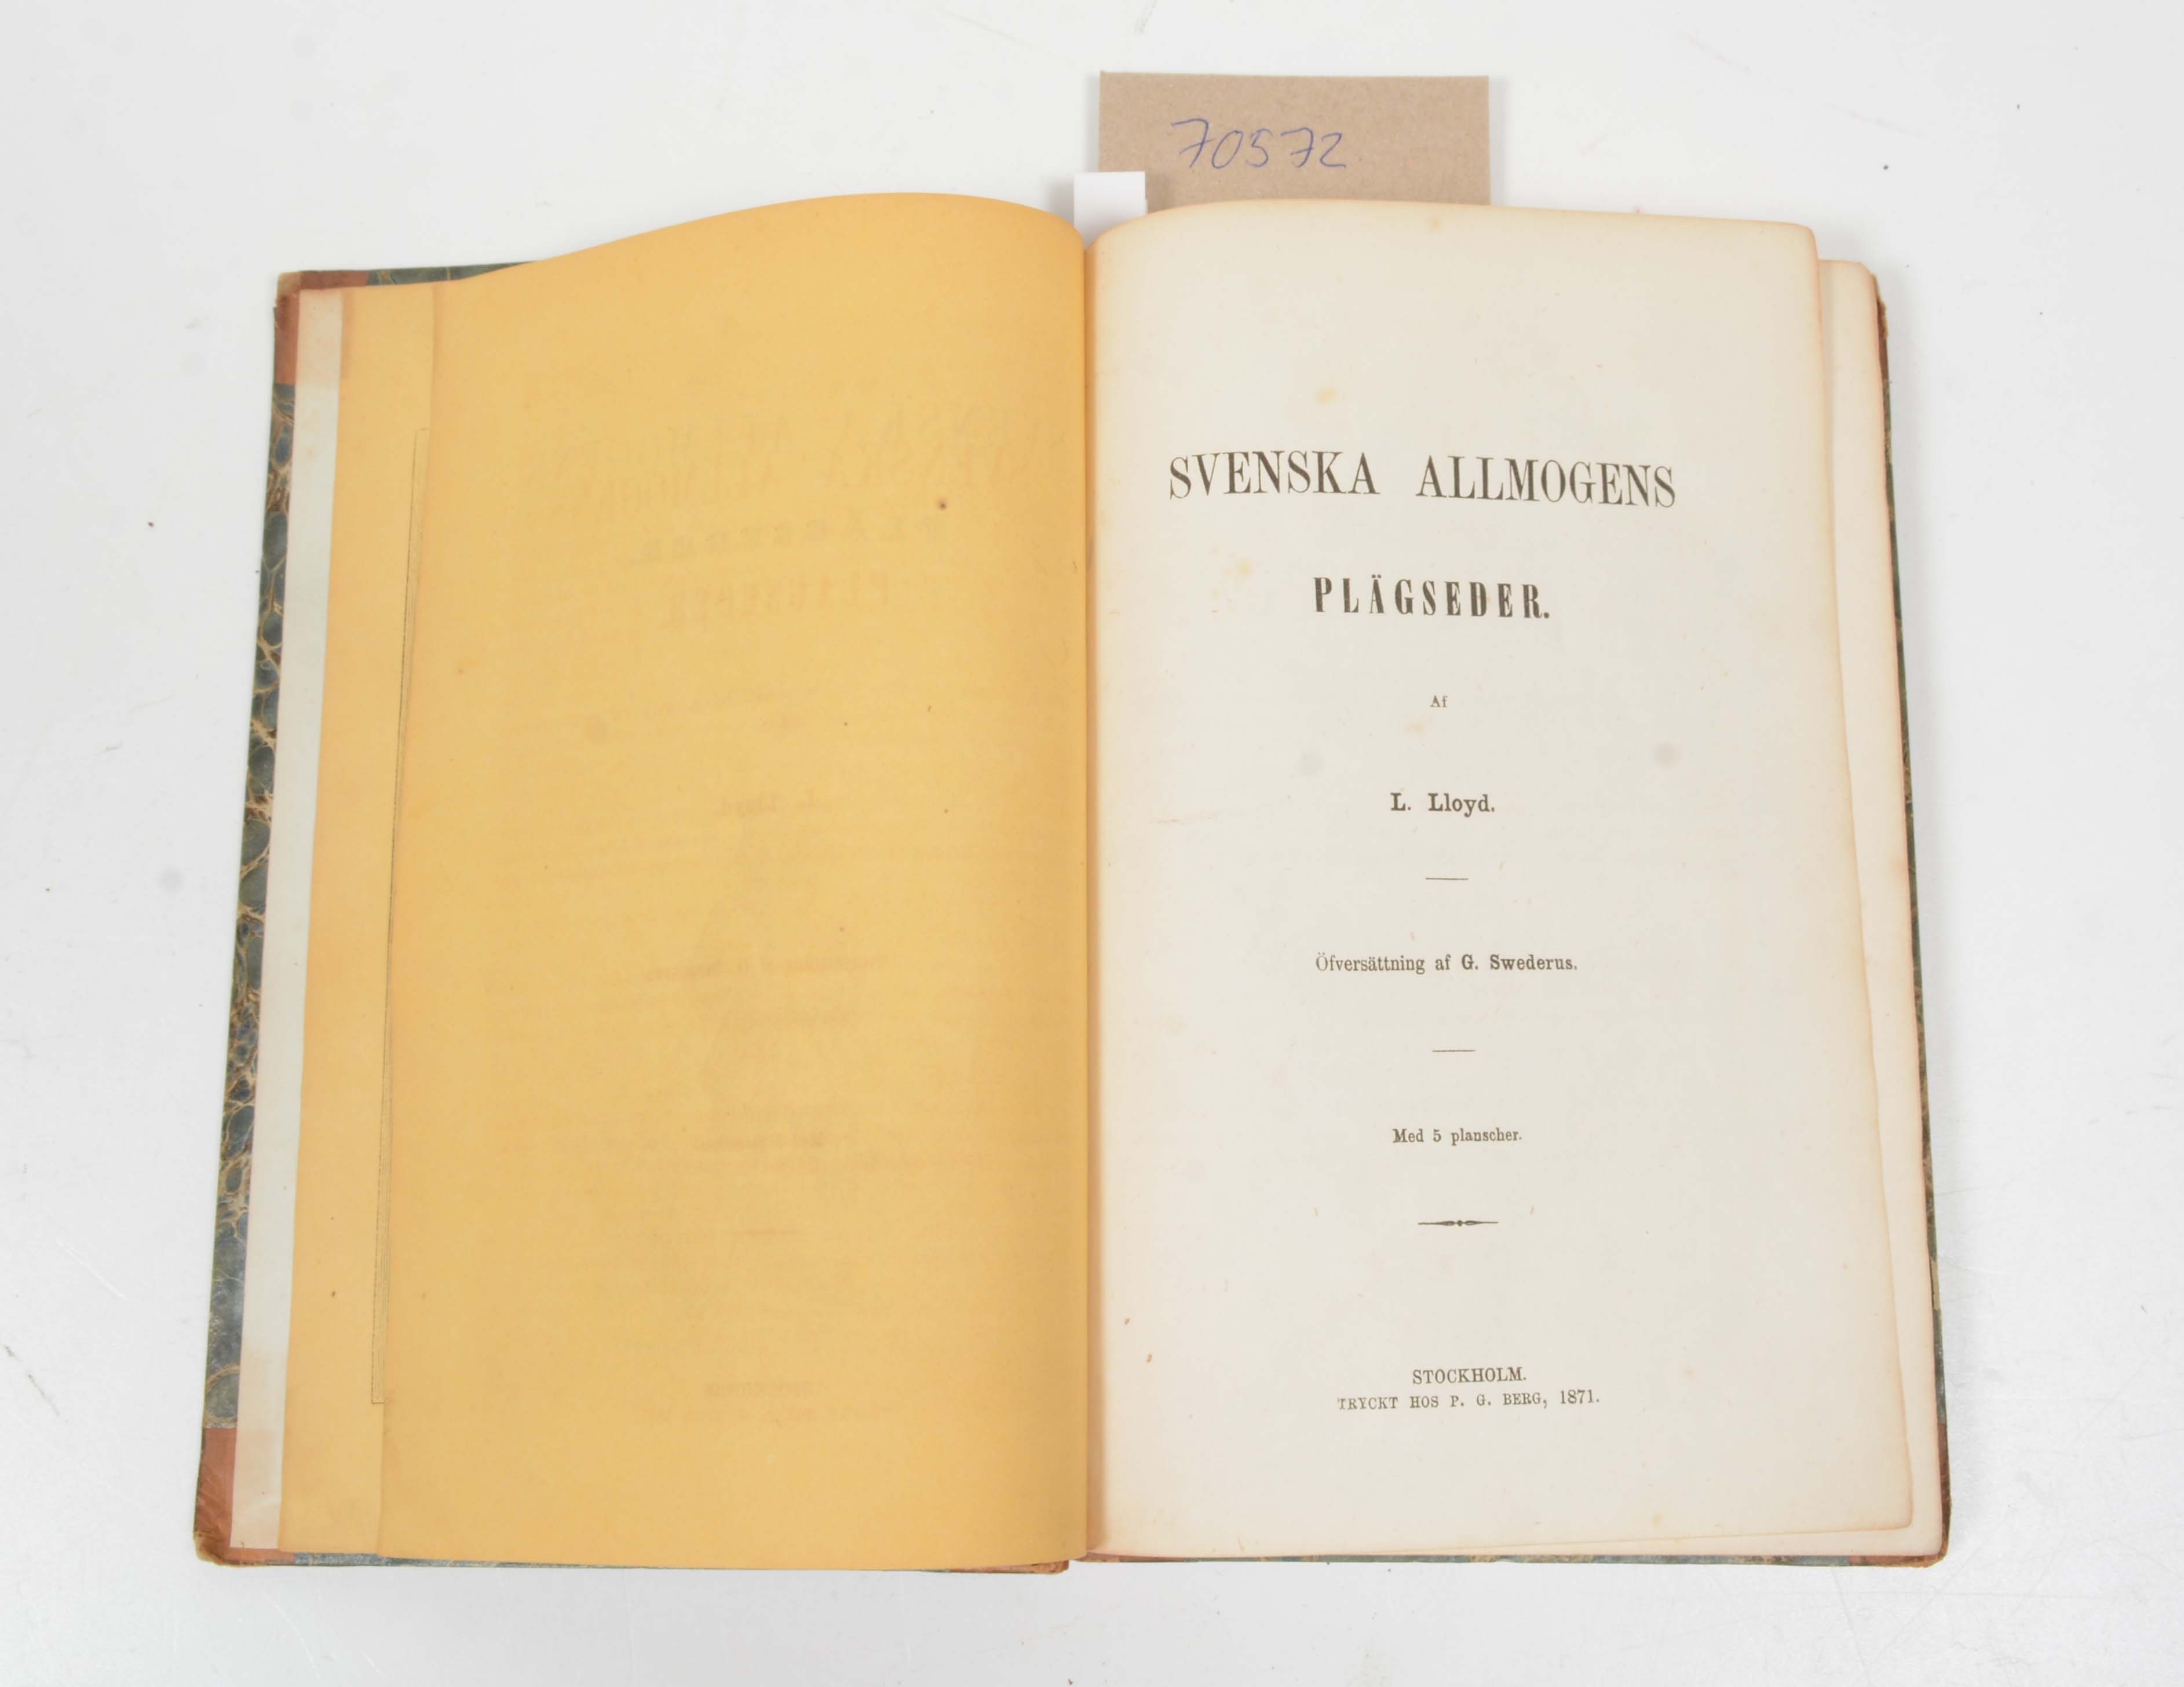 70572
SVENSKA ALLMOGENS
PLÄGSEDER.
Af
L. Lloyd.
Öfversättning af G. Swederus.
Med 5 planscher.
STOCKHOLM.
TRYCKT HOS P. G. BERG, 1871.